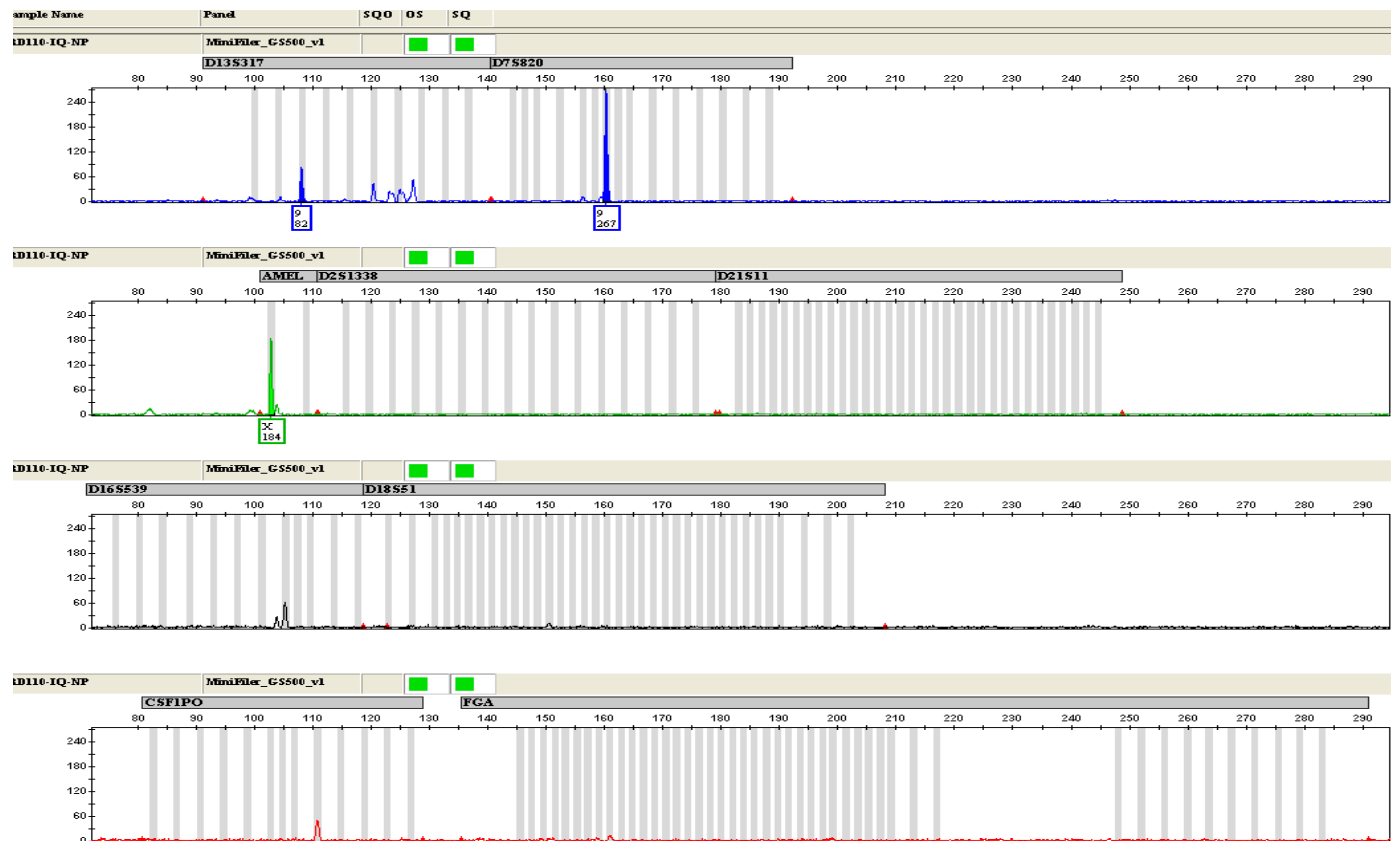 ample Name Panel SQO OS SQ
RD110-IQ-NP MiniFiler_GS500_v1
D13S317 D7S820
80 90 100 110 120 130 140 150 160 170 180 190 200 210 220 230 240 250 260 270 280 290
240
180
120
60
0
9 9
82 267
RD110-IQ-NP MiniFiler_GS500_v1
AMEL D2S1338 D21S11
80 90 100 110 120 130 140 150 160 170 180 190 200 210 220 230 240 250 260 270 280 290
240
180
120
60
0
X
184
RD110-IQ-NP MiniFiler_GS500_v1
D16S539 D18S51
80 90 100 110 120 130 140 150 160 170 180 190 200 210 220 230 240 250 260 270 280 290
240
180
120
60
0
RD110-IQ-NP MiniFiler_GS500_v1
CSF1PO FGA
80 90 100 110 120 130 140 150 160 170 180 190 200 210 220 230 240 250 260 270 280 290
240
180
120
60
0